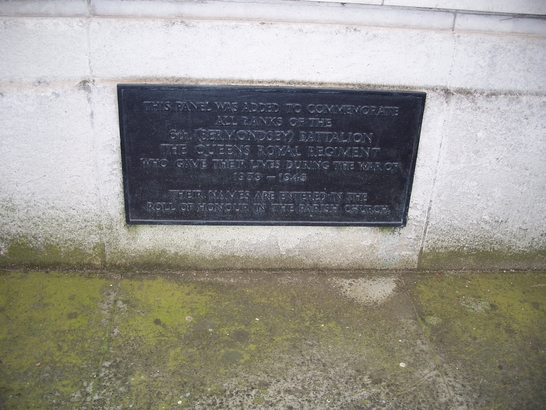 THIS PANEL WAS ADDED TO COMMEMORATE
ALL RANKS OF THE
(BERMONDSEY) BATTALION
THE QUEENS ROYAL REGIMENT
WHO GAVE THEIR LIVES DURING THE WAR OF
1939 – 1945
THEIR NAMES ARE ENTERED IN THE
ROLL OF HONOUR IN THE PARISH CHURCH